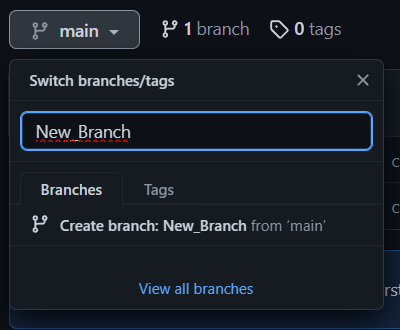 main
1 branch
0 tags
Switch branches/tags
New_Branch
Branches
Tags
Create branch: New_Branch from ‘main’
View all branches